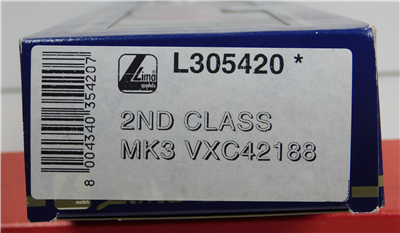 Lima
models
L305420 *
2ND CLASS
MK3 VXC42188
8 004340 354207